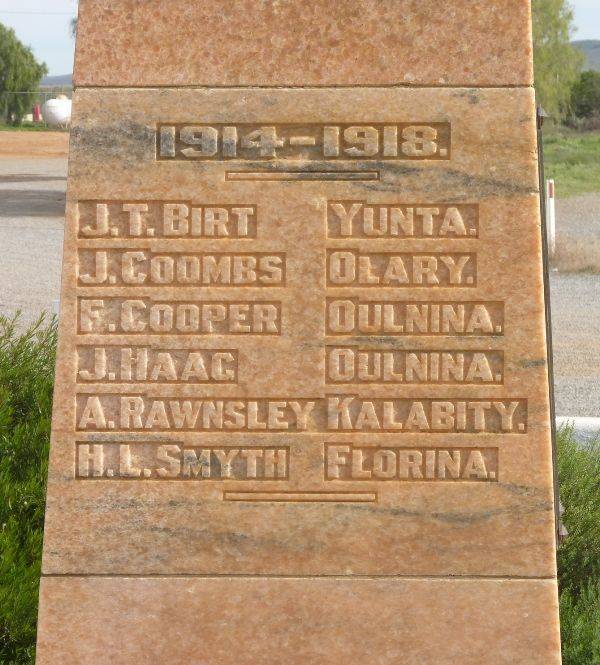 1914-1918.
J.T. BIRT YUNTA.
J. COOMBS OLARY.
F. COOPER OULNINA.
J. HAAG OULNINA.
A. RAWNSLEY KALABITY.
H.L. SMYTH FLORINA.